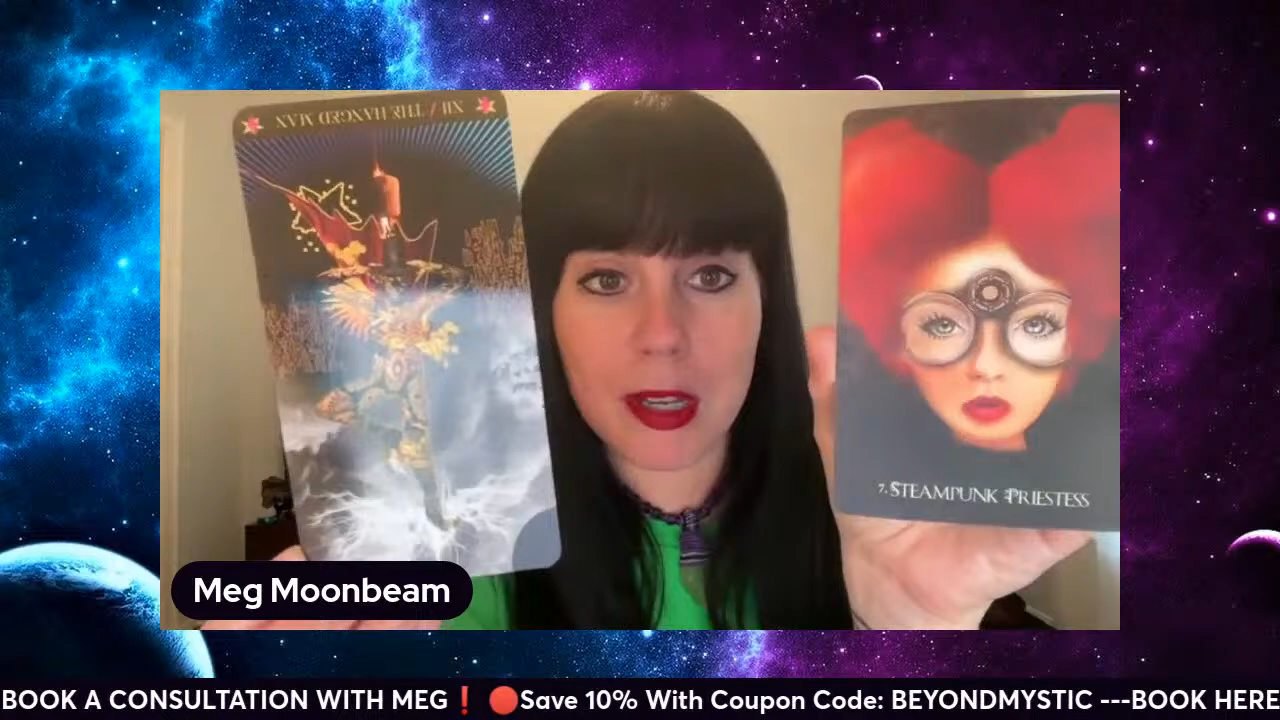 XII / THE HANGED MAN
7. STEAMPUNK PRIESTESS
Meg Moonbeam
BOOK A CONSULTATION WITH MEG❗ 🔴Save 10% With Coupon Code: BEYONDMYSTIC ---BOOK HERE